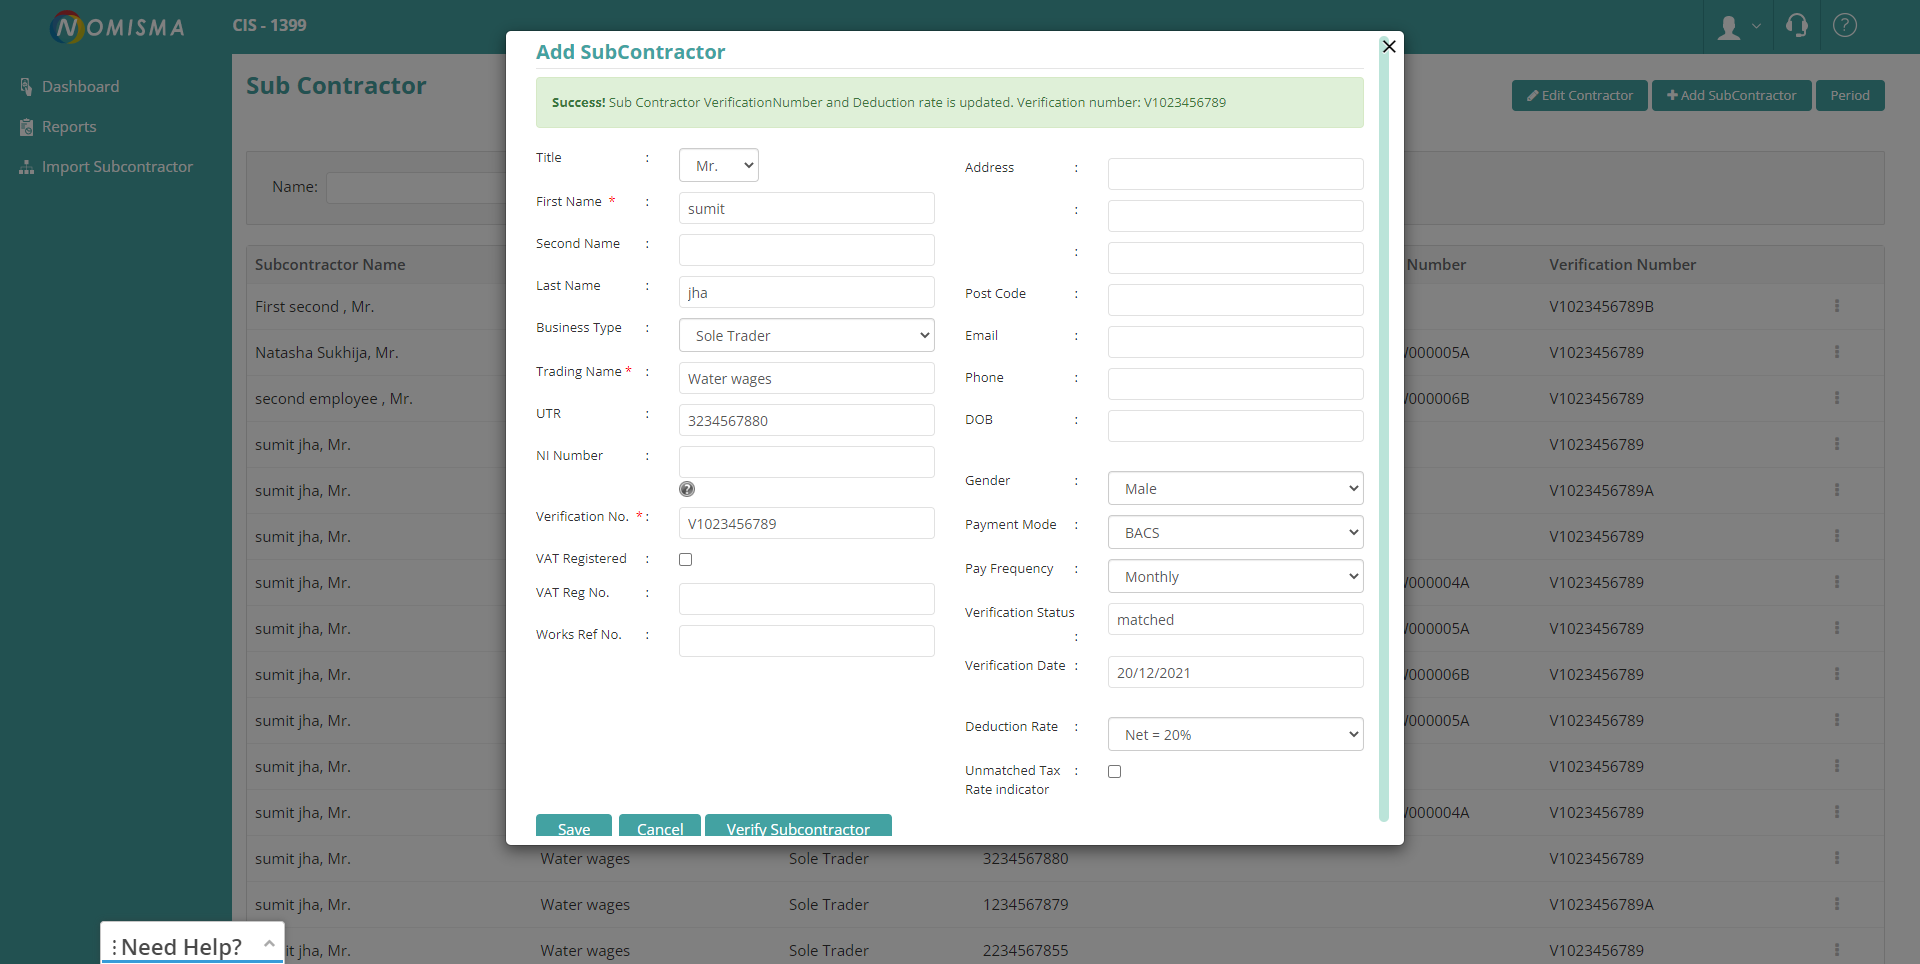 NOMISMA
CIS - 1399
Dashboard
Reports
Import Subcontractor
Sub Contractor
Edit Contractor
Add SubContractor
Period
Name:
Subcontractor Name
Number
Verification Number
First second , Mr.
V1023456789B
Natasha Sukhija, Mr.
000005A
V1023456789
second employee , Mr.
000006B
V1023456789
sumit jha, Mr.
V1023456789
sumit jha, Mr.
V1023456789A
sumit jha, Mr.
V1023456789
sumit jha, Mr.
000004A
V1023456789
sumit jha, Mr.
000005A
V1023456789
sumit jha, Mr.
000006B
V1023456789
sumit jha, Mr.
000005A
V1023456789
sumit jha, Mr.
V1023456789
sumit jha, Mr.
000004A
V1023456789
sumit jha, Mr. Water wages Sole Trader 3234567880 V1023456789
sumit jha, Mr. Water wages Sole Trader 1234567879 V1023456789A
it jha, Mr. Water wages Sole Trader 2234567855 V1023456789
Add SubContractor
Success! Sub Contractor VerificationNumber and Deduction rate is updated. Verification number: V1023456789
Title : Mr.
First Name * : sumit
Second Name :
Last Name : jha
Business Type : Sole Trader
Trading Name * : Water wages
UTR : 3234567880
NI Number :
?
Verification No. * : V1023456789
VAT Registered :
VAT Reg No. :
Works Ref No. :
Address :
:
:
Post Code :
Email :
Phone :
DOB :
Gender : Male
Payment Mode : BACS
Pay Frequency : Monthly
Verification Status
: matched
Verification Date : 20/12/2021
Deduction Rate : Net = 20%
Unmatched Tax :
Rate indicator
Save
Cancel
Verify Subcontractor
Need Help?